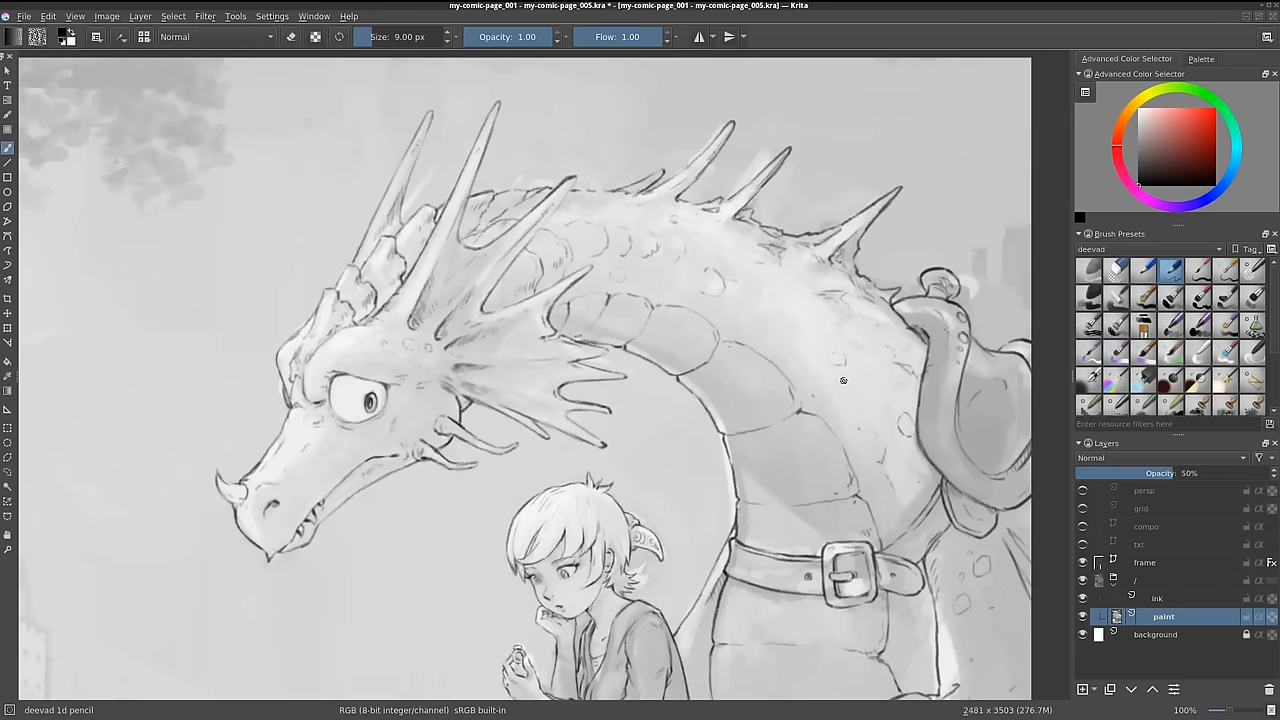 my-comic-page_001 - my-comic-page_005.kra * - [my-comic-page_001 - my-comic-page_005.kra] — Krita
File Edit View Image Layer Select Filter Tools Settings Window Help
Normal Size: 9.00 px Opacity: 1.00 Flow: 1.00
Advanced Color Selector Palette
Advanced Color Selector
Brush Presets
deevad Tag
Enter resource filters here
Layers
Normal
Opacity: 50%
persp
grid
compo
txt
frame
/
ink
paint
background
deevad 1d pencil RGB (8-bit integer/channel) sRGB built-in 2481 x 3503 (276.7M) 100%